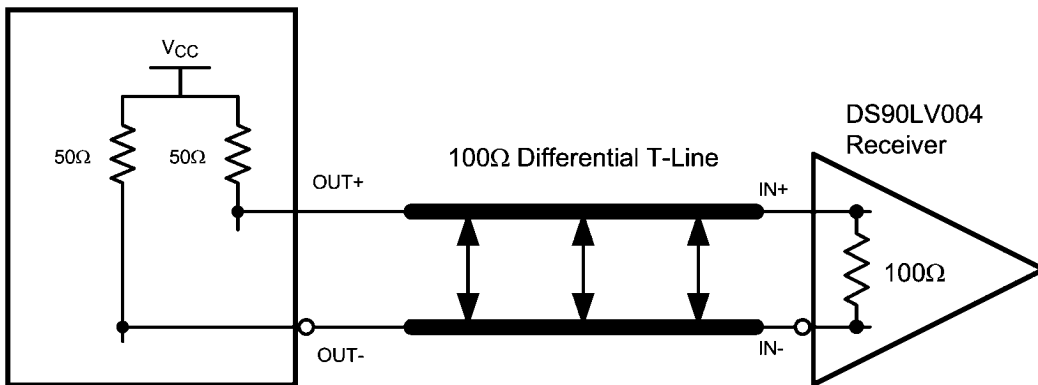 VCC
DS90LV004
Receiver
50Ω
50Ω
100Ω Differential T-Line
OUT+
IN+
100Ω
OUT-
IN-